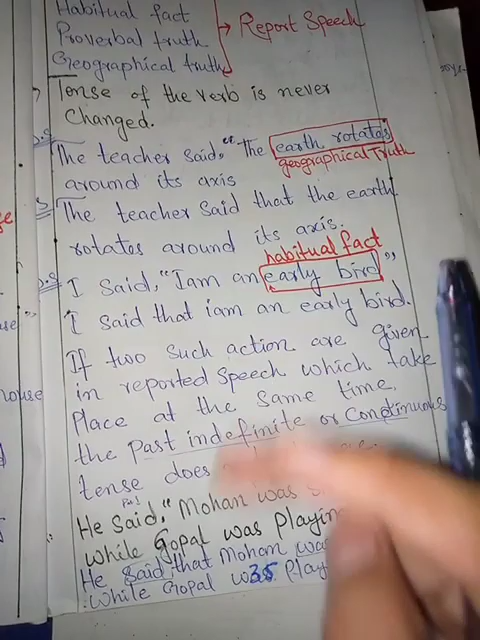 Habitual fact
Proverbial truth → Report Speech
Geographical truth
Tense of the verb is never
Changed.
D.S The teacher said, "The earth rotates
geographical Truth
around its axis
The teacher said that the earth
rotates around its axis.
habitual fact
D.S I Said, "Iam an early bird"
I said that iam an early bird.
If two such action are given
in reported speech which take
Place at the same time,
the Past indefinite or Continuous
tense does
He Said, "Mohan was
while Gopal was Playin
He Said that Mohan was
while Gopal was Play